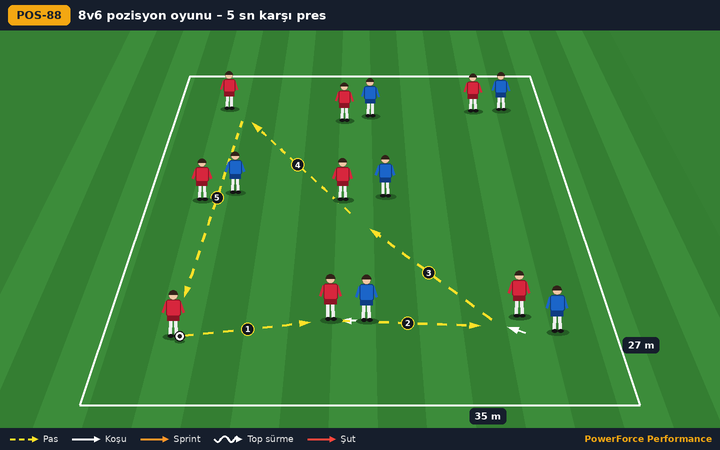 POS-88 8v6 pozisyon oyunu – 5 sn karşı pres
4
5
3
1
2
27 m
35 m
Pas Koşu Sprint Top sürme Şut PowerForce Performance